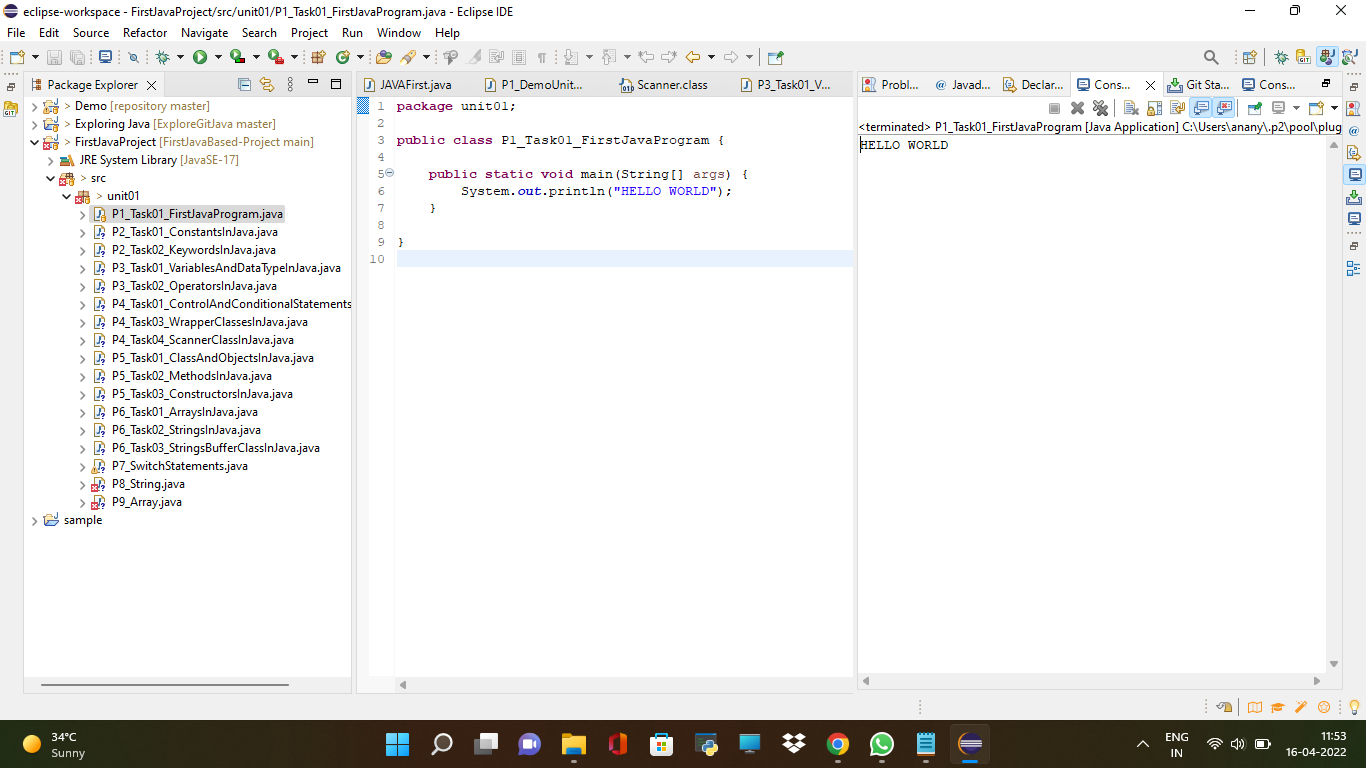 eclipse-workspace - FirstJavaProject/src/unit01/P1_Task01_FirstJavaProgram.java - Eclipse IDE
File Edit Source Refactor Navigate Search Project Run Window Help
Package Explorer
> Demo [repository master]
> Exploring Java [ExploreGitJava master]
> FirstJavaProject [FirstJavaBased-Project main]
JRE System Library [JavaSE-17]
> src
> unit01
P1_Task01_FirstJavaProgram.java
P2_Task01_ConstantsInJava.java
P2_Task02_KeywordsInJava.java
P3_Task01_VariablesAndDataTypeInJava.java
P3_Task02_OperatorsInJava.java
P4_Task01_ControlAndConditionalStatements
P4_Task03_WrapperClassesInJava.java
P4_Task04_ScannerClassInJava.java
P5_Task01_ClassAndObjectsInJava.java
P5_Task02_MethodsInJava.java
P5_Task03_ConstructorsInJava.java
P6_Task01_ArraysInJava.java
P6_Task02_StringsInJava.java
P6_Task03_StringsBufferClassInJava.java
P7_SwitchStatements.java
P8_String.java
P9_Array.java
sample
JAVAFirst.java P1_DemoUnit... Scanner.class P3_Task01_V...
1 package unit01;
2
3 public class P1_Task01_FirstJavaProgram {
4
5 public static void main(String[] args) {
6 System.out.println("HELLO WORLD");
7 }
8
9 }
10
Probl... @ Javad... Declar... Cons... Git Sta... Cons...
<terminated> P1_Task01_FirstJavaProgram [Java Application] C:\Users\anany\.p2\pool\plug
HELLO WORLD
34°C
Sunny
ENG
IN
11:53
16-04-2022